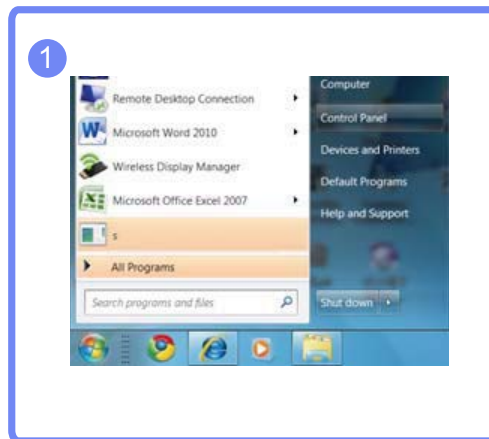 1
Remote Desktop Connection
Microsoft Word 2010
Wireless Display Manager
Microsoft Office Excel 2007
s
All Programs
Search programs and files
Computer
Control Panel
Devices and Printers
Default Programs
Help and Support
Shut down